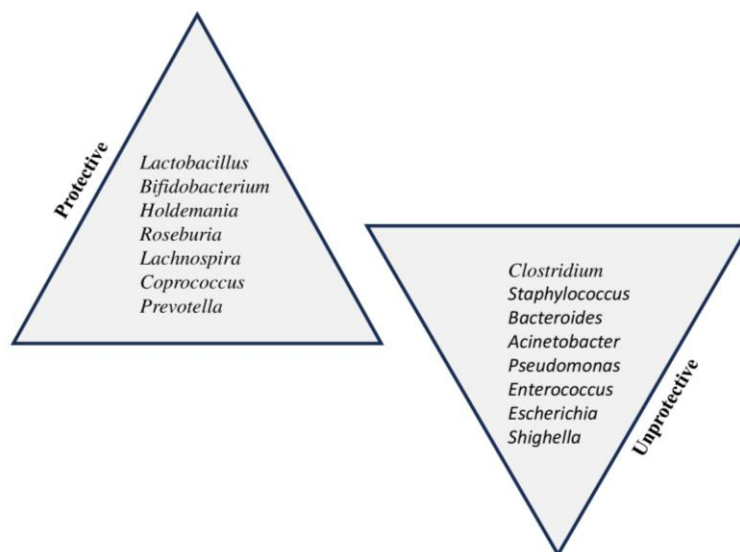 Protective
Lactobacillus
Bifidobacterium
Holdemania
Roseburia
Lachnospira
Coprococcus
Prevotella
Clostridium
Staphylococcus
Bacteroides
Acinetobacter
Pseudomonas
Enterococcus
Escherichia
Shighella
Unprotective